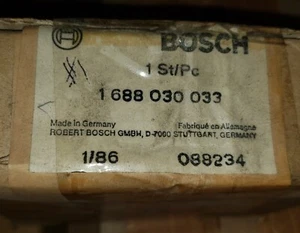 BOSCH
1 St/Pc
1 688 030 033
Made in Germany Fabriqué en Allemagne
ROBERT BOSCH GMBH, D-7000 STUTTGART, GERMANY
1/86 088234